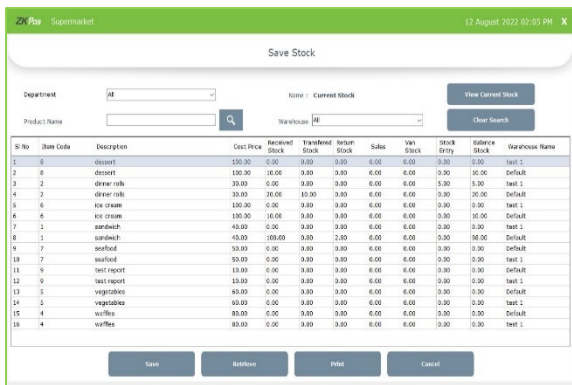 ZKPos Supermarket 12 August 2022 02:05 PM X
Save Stock
Department All Name : Current Stock View Current Stock
Product Name Warehouse All Clear Search
Sl No Item Code Description Cost Price Received Stock Transfered Stock Return Stock Sales Van Stock Stock Entry Balance Stock Warehouse Name
1 8 dessert 100.00 0.00 0.00 0.00 0.00 0.00 0.00 0.00 test 1
2 8 dessert 100.00 10.00 0.00 0.00 0.00 0.00 0.00 10.00 Default
3 2 dinner rolls 30.00 0.00 0.00 0.00 0.00 0.00 5.00 5.00 test 1
4 2 dinner rolls 30.00 20.00 10.00 0.00 0.00 0.00 0.00 20.00 Default
5 6 ice cream 100.00 0.00 0.00 0.00 0.00 0.00 0.00 0.00 test 1
6 6 ice cream 100.00 10.00 0.00 0.00 0.00 0.00 0.00 10.00 Default
7 1 sandwich 40.00 0.00 0.00 0.00 0.00 0.00 0.00 0.00 test 1
8 1 sandwich 40.00 100.00 0.00 2.00 0.00 0.00 0.00 98.00 Default
9 7 seafood 50.00 0.00 0.00 0.00 0.00 0.00 0.00 0.00 Default
10 7 seafood 50.00 0.00 0.00 0.00 0.00 0.00 0.00 0.00 test 1
11 9 test report 10.00 0.00 0.00 0.00 0.00 0.00 0.00 0.00 Default
12 9 test report 10.00 0.00 0.00 0.00 0.00 0.00 0.00 0.00 test 1
13 5 vegetables 60.00 0.00 0.00 0.00 0.00 0.00 0.00 0.00 Default
14 5 vegetables 60.00 0.00 0.00 0.00 0.00 0.00 0.00 0.00 test 1
15 4 waffles 80.00 0.00 0.00 0.00 0.00 0.00 0.00 0.00 Default
16 4 waffles 80.00 0.00 0.00 0.00 0.00 0.00 0.00 0.00 test 1
Save Retrieve Print Cancel